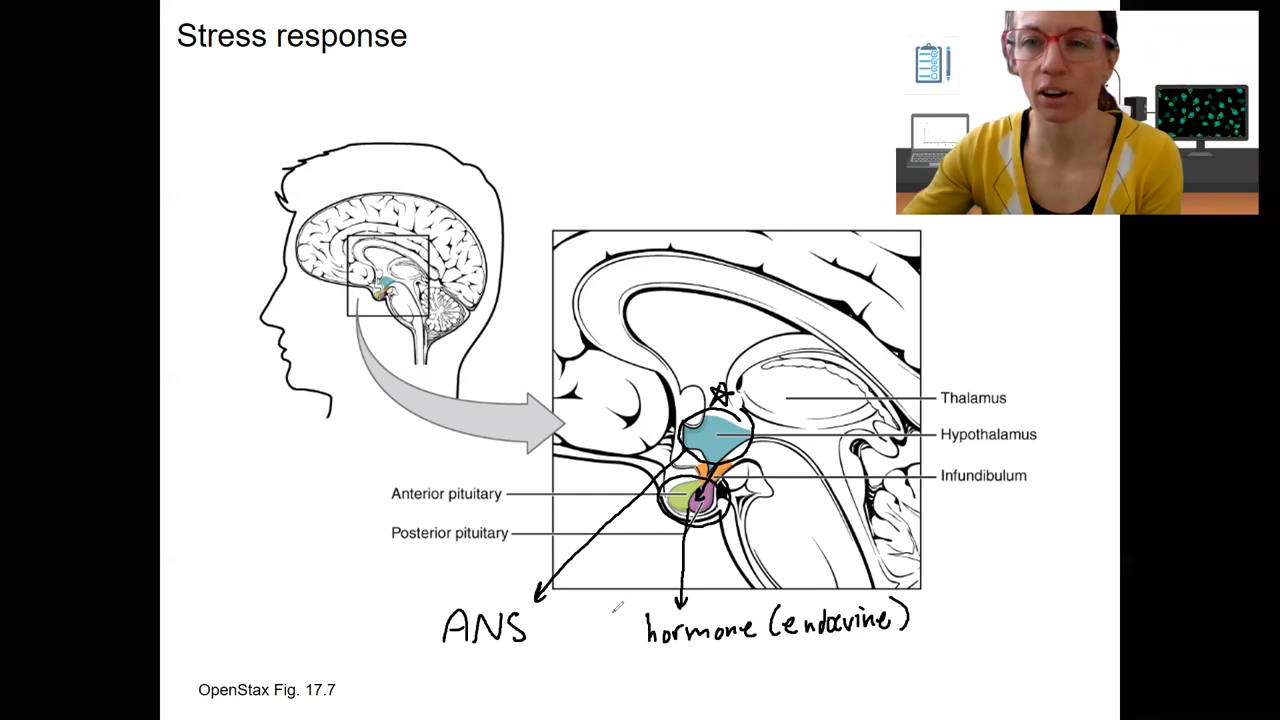 Stress response
Thalamus
Hypothalamus
Infundibulum
Anterior pituitary
Posterior pituitary
ANS
hormone (endocrine)
OpenStax Fig. 17.7